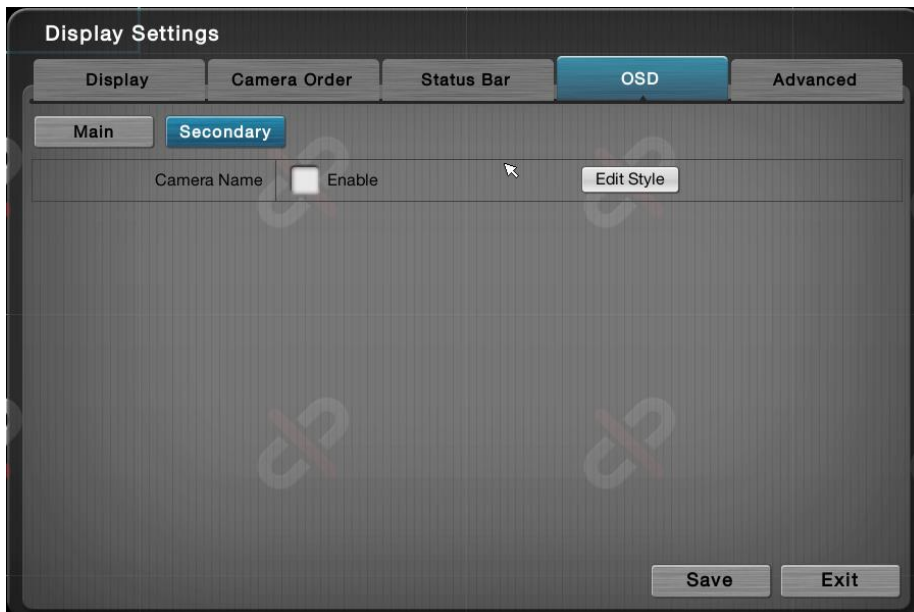 Display Settings
Display Camera Order Status Bar OSD Advanced
Main Secondary
Camera Name Enable Edit Style
Save Exit